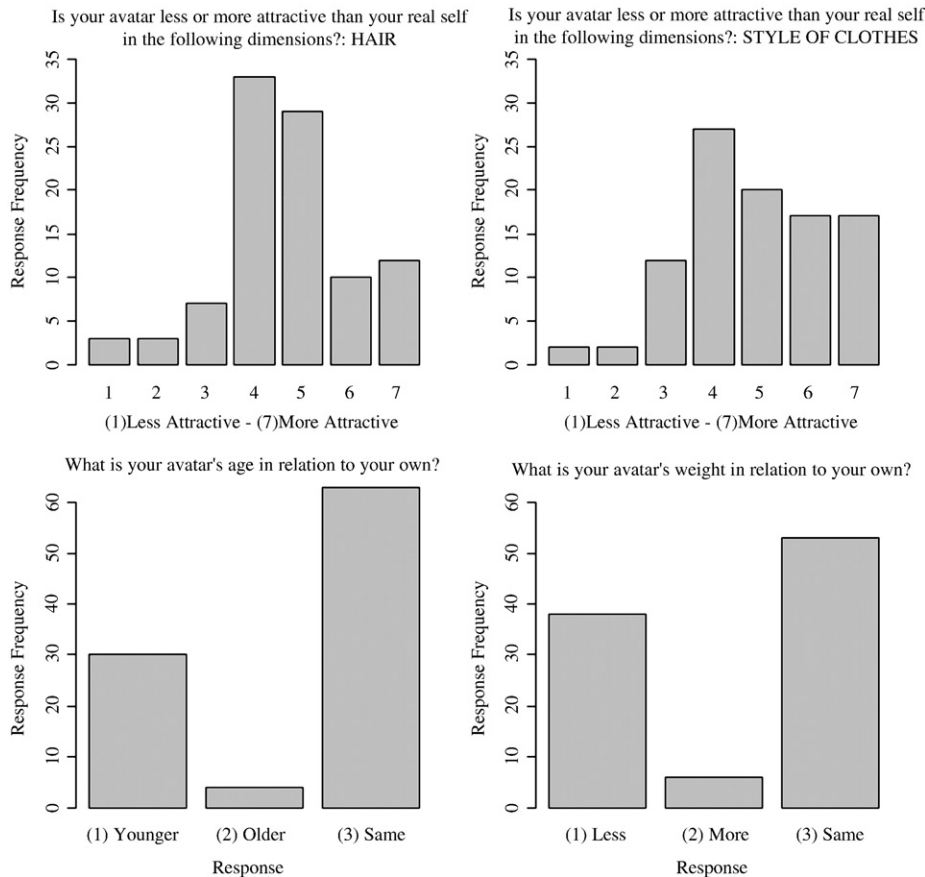 Is your avatar less or more attractive than your real self
in the following dimensions?: HAIR
35
30
25
20
15
10
5
0
Response Frequency
1 2 3 4 5 6 7
(1)Less Attractive - (7)More Attractive
Is your avatar less or more attractive than your real self
in the following dimensions?: STYLE OF CLOTHES
35
30
25
20
15
10
5
0
Response Frequency
1 2 3 4 5 6 7
(1)Less Attractive - (7)More Attractive
What is your avatar's age in relation to your own?
60
50
40
30
20
10
0
Response Frequency
(1) Younger (2) Older (3) Same
Response
What is your avatar's weight in relation to your own?
60
50
40
30
20
10
0
Response Frequency
(1) Less (2) More (3) Same
Response